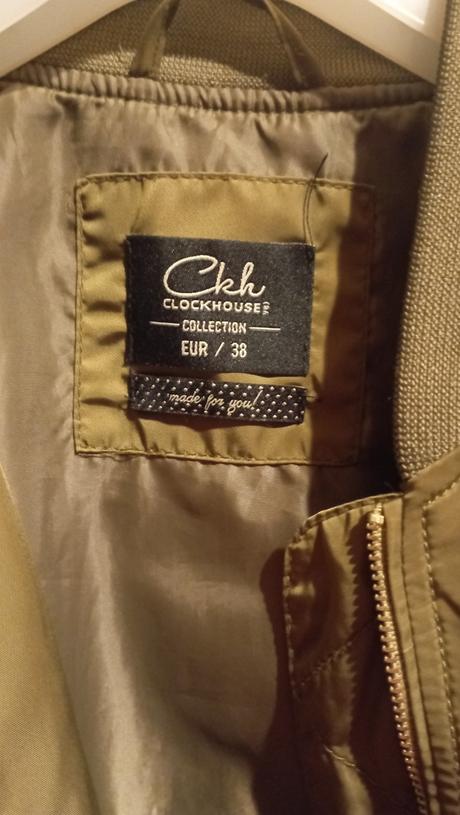 Ckh
CLOCKHOUSE
COLLECTION
EUR / 38
made for you!